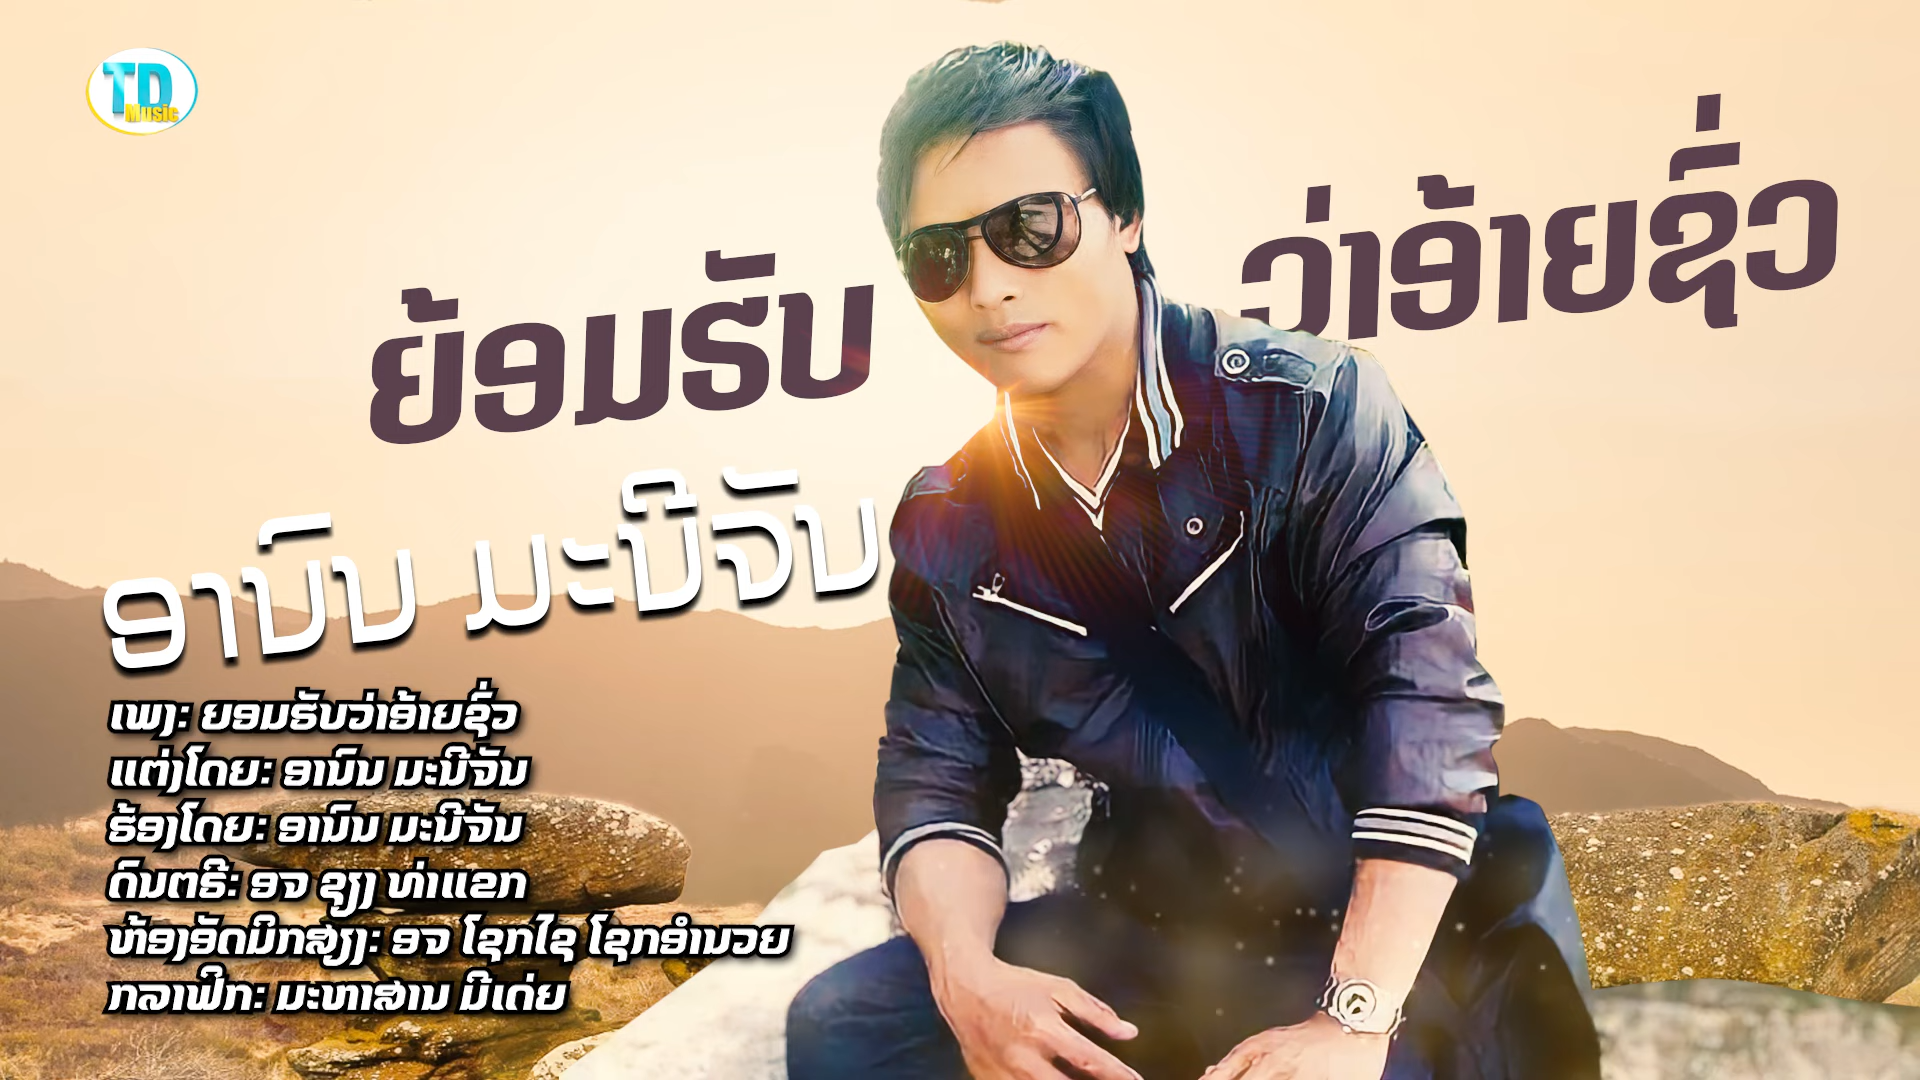 TD
Music
ຍ້ອມຮັບ ວ່າອ້າຍຊົ່ວ
ອານົນ ມະນີຈັນ
ເພງ: ຍອມຮັບວ່າອ້າຍຊົ່ວ
ແຕ່ງໂດຍ: ອານົນ ມະນີຈັນ
ຮ້ອງໂດຍ: ອານົນ ມະນີຈັນ
ດົນຕຣີ: ອຈ ຊຽງ ທ່າແຂກ
ຫ້ອງອັດມິກສຽງ: ອຈ ໂຊກໄຊ ໂຊກອຳນວຍ
ກລາຟິກ: ມະຫາສານ ມີເດ່ຍ